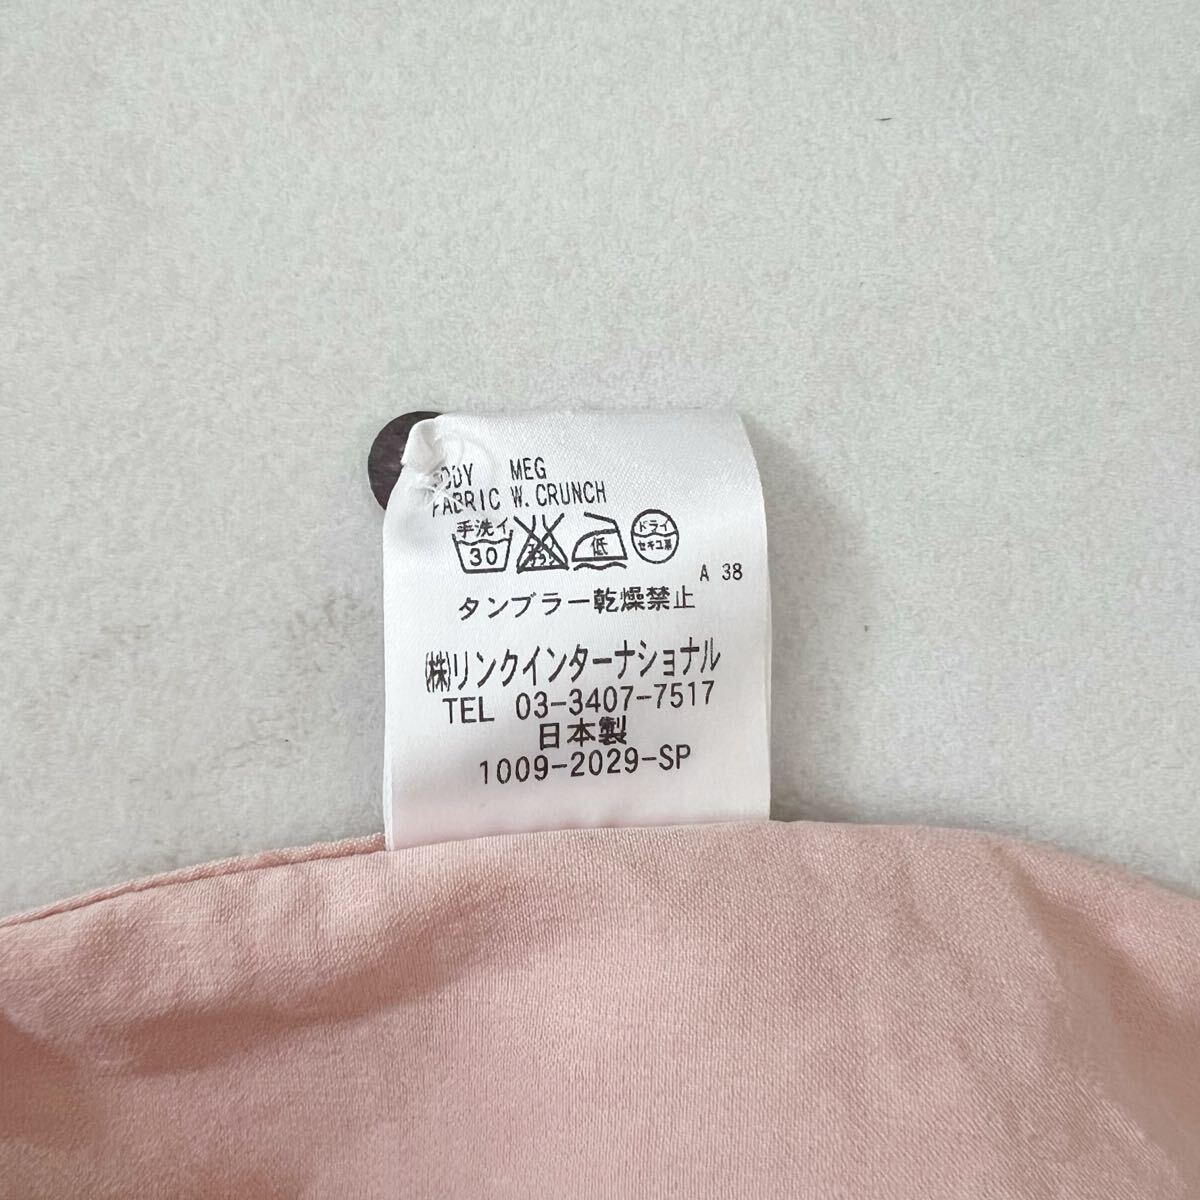 MEG
FABRIC W. CRUNCH
手洗イ
30
低
ドライ
セキユ系
A 38
タンブラー乾燥禁止
(株)リンクインターナショナル
TEL 03-3407-7517
日本製
1009-2029-SP